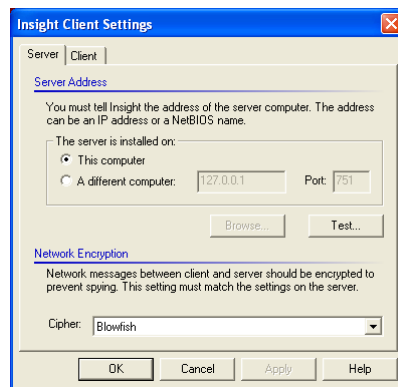 Insight Client Settings
Server Client
Server Address
You must tell Insight the address of the server computer. The address
can be an IP address or a NetBIOS name.
The server is installed on:
This computer
A different computer: 127.0.0.1 Port: 751
Browse... Test...
Network Encryption
Network messages between client and server should be encrypted to
prevent spying. This setting must match the settings on the server.
Cipher: Blowfish
OK Cancel Apply Help